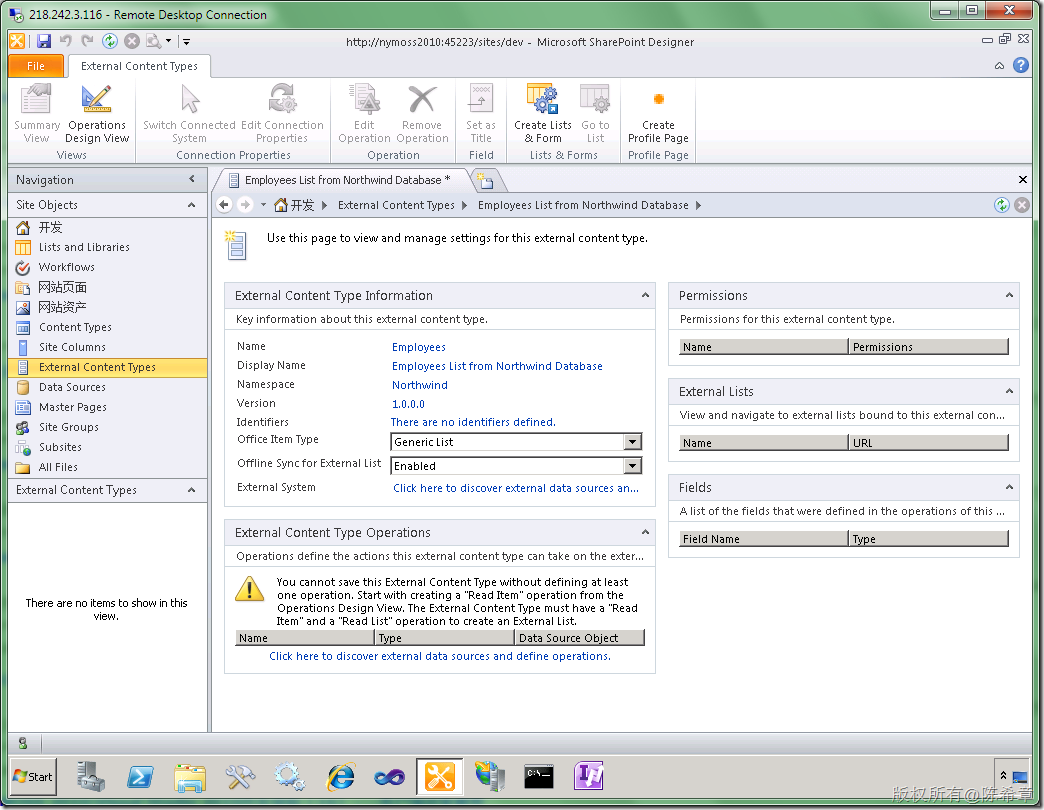 218.242.3.116 - Remote Desktop Connection
http://nymoss2010:45223/sites/dev - Microsoft SharePoint Designer
File
External Content Types
Summary View
Operations Design View
Switch Connected System
Edit Connection Properties
Edit Operation
Remove Operation
Set as Title
Create Lists & Form
Go to List
Create Profile Page
Views
Connection Properties
Operation
Field
Lists & Forms
Profile Page
Navigation
Site Objects
开发
Lists and Libraries
Workflows
网站页面
网站资产
Content Types
Site Columns
External Content Types
Data Sources
Master Pages
Site Groups
Subsites
All Files
External Content Types
There are no items to show in this
view.
Employees List from Northwind Database *
开发
External Content Types
Employees List from Northwind Database
Use this page to view and manage settings for this external content type.
External Content Type Information
Key information about this external content type.
Name Employees
Display Name Employees List from Northwind Database
Namespace Northwind
Version 1.0.0.0
Identifiers There are no identifiers defined.
Office Item Type Generic List
Offline Sync for External List Enabled
External System Click here to discover external data sources an...
External Content Type Operations
Operations define the actions this external content type can take on the exter...
You cannot save this External Content Type without defining at least
one operation. Start with creating a "Read Item" operation from the
Operations Design View. The External Content Type must have a "Read
Item" and a "Read List" operation to create an External List.
Name Type Data Source Object
Click here to discover external data sources and define operations.
Permissions
Permissions for this external content type.
Name Permissions
External Lists
View and navigate to external lists bound to this external con...
Name URL
Fields
A list of the fields that were defined in the operations of this ...
Field Name Type
Start
版权所有@陈希章